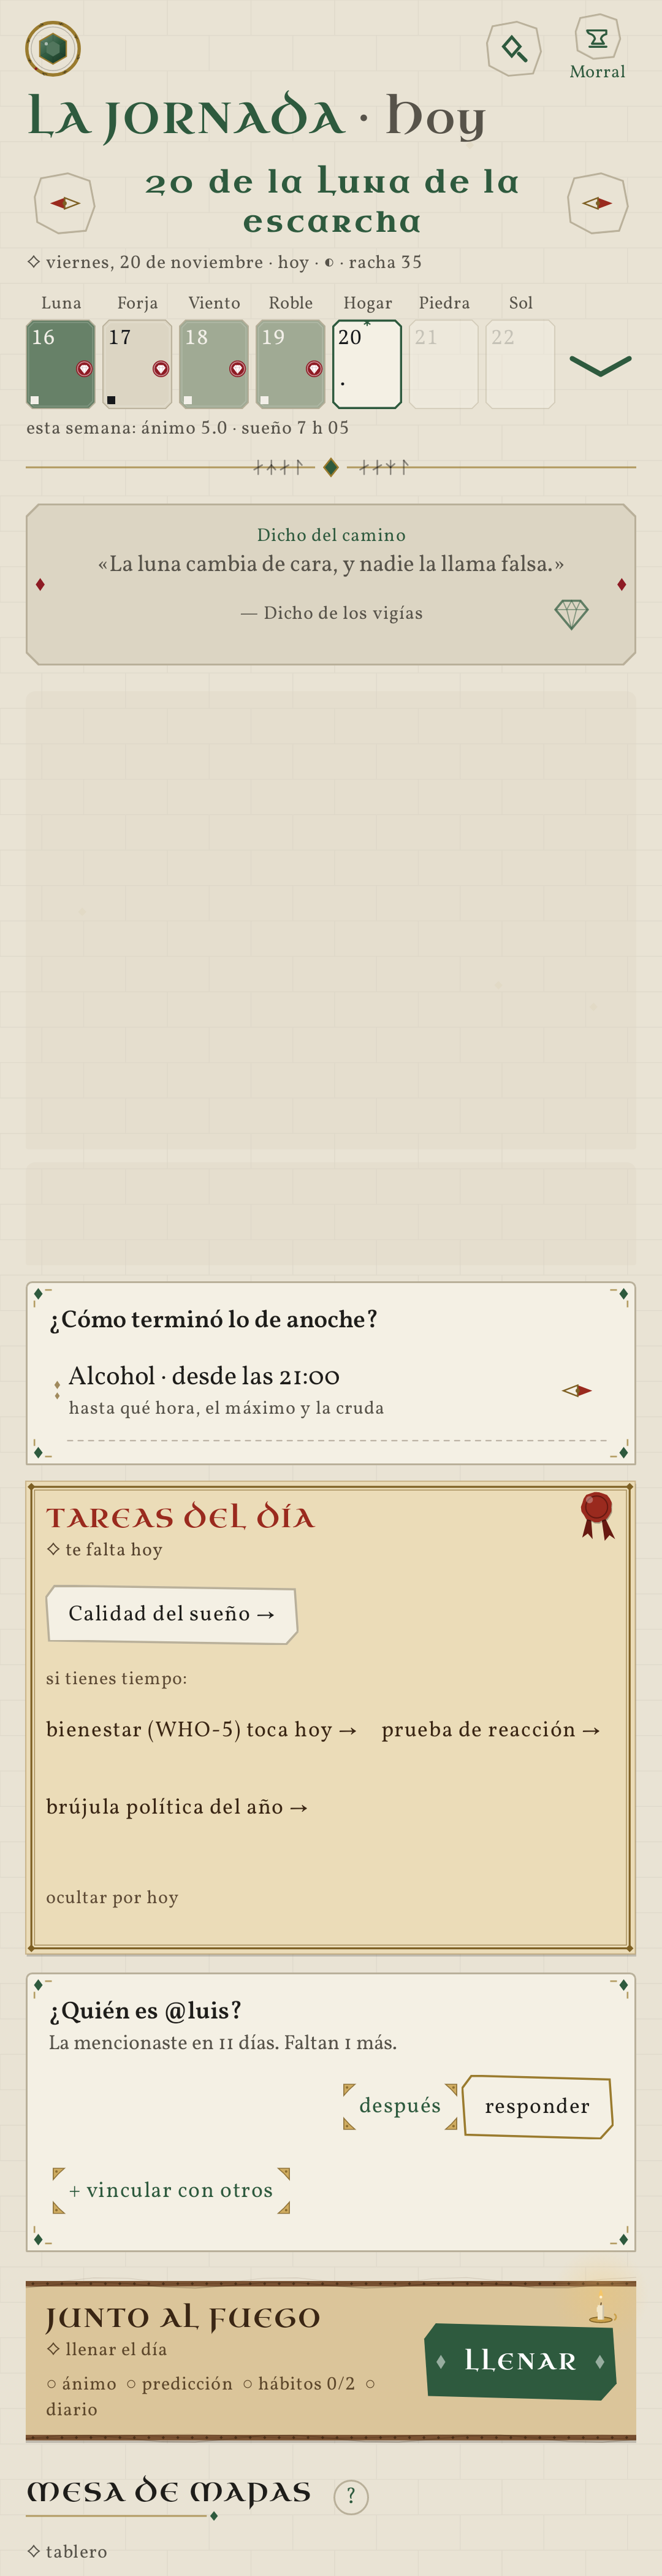 Morral
La Jornada · Hoy
20 de la Luna de la
escarcha
viernes, 20 de noviembre · hoy · racha 35
Luna Forja Viento Roble Hogar Piedra Sol
16 17 18 19 20 21 22
esta semana: ánimo 5.0 · sueño 7 h 05
Dicho del camino
«La luna cambia de cara, y nadie la llama falsa.»
— Dicho de los vigías
¿Cómo terminó lo de anoche?
Alcohol · desde las 21:00
hasta qué hora, el máximo y la cruda
Tareas del día
te falta hoy
Calidad del sueño →
si tienes tiempo:
bienestar (WHO-5) toca hoy → prueba de reacción →
brújula política del año →
ocultar por hoy
¿Quién es @luis?
La mencionaste en 11 días. Faltan 1 más.
después responder
+ vincular con otros
Junto al fuego
llenar el día
Llenar
○ ánimo ○ predicción ○ hábitos 0/2 ○
diario
Mesa de mapas ?
tablero